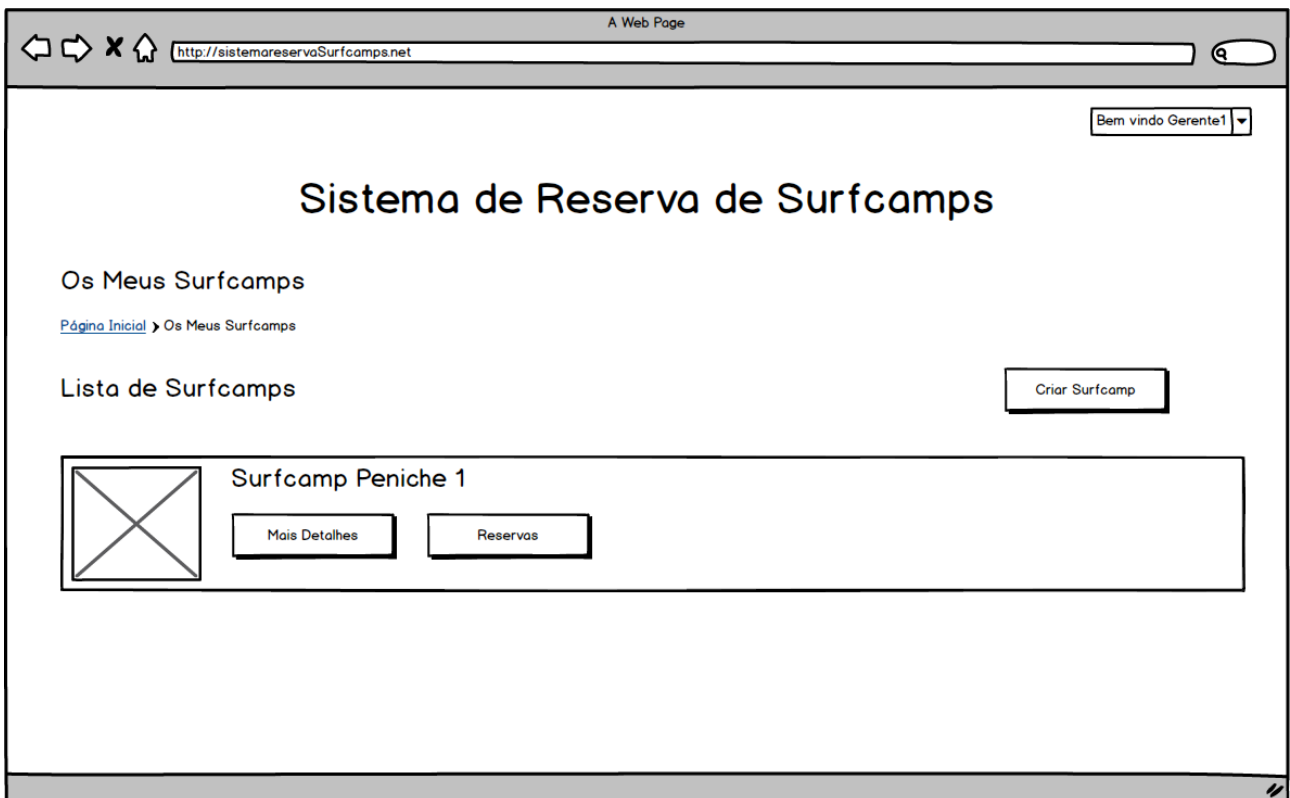 A Web Page
http://sistemareservaSurfcamps.net
Bem vindo Gerente1
Sistema de Reserva de Surfcamps
Os Meus Surfcamps
Página Inicial > Os Meus Surfcamps
Lista de Surfcamps
Criar Surfcamp
Surfcamp Peniche 1
Mais Detalhes
Reservas